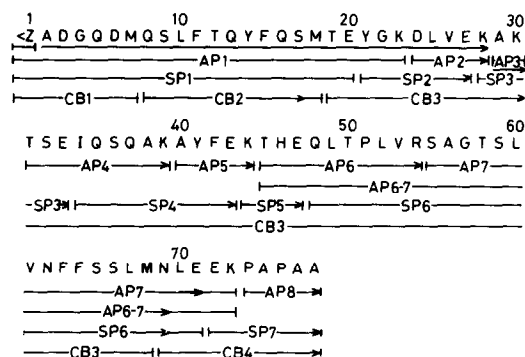 1 10 20 30
<Z A D G Q D M Q S L F T Q Y F Q S M T E Y G K D L V E K A K
AP1 AP2 AP3
SP1 SP2 SP3
CB1 CB2 CB3
40 50 60
T S E I Q S Q A K A Y F E K T H E Q L T P L V R S A G T S L
AP4 AP5 AP6 AP7
AP6-7
SP3 SP4 SP5 SP6
CB3
70
V N F F S S L M N L E E K P A P A A
AP7 AP8
AP6-7
SP6 SP7
CB3 CB4